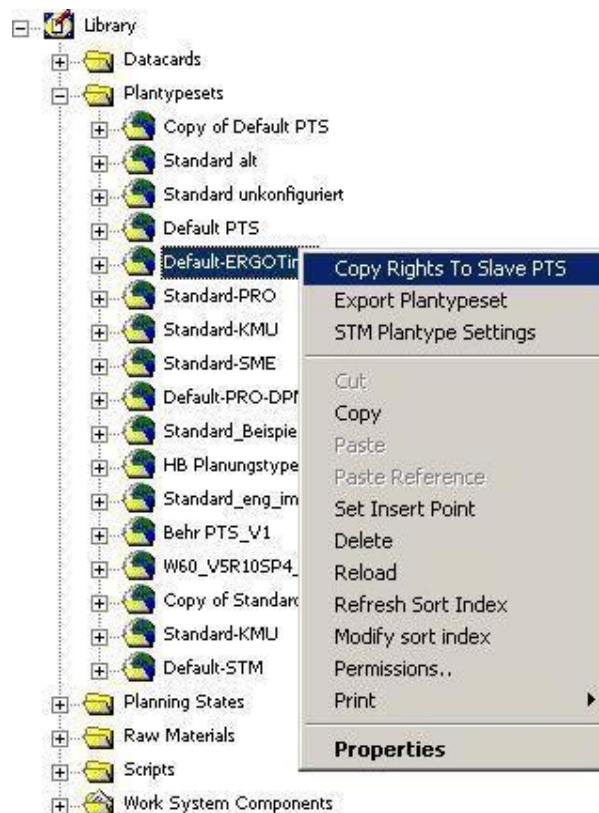 Library
Datacards
Plantypesets
Copy of Default PTS
Standard alt
Standard unkonfiguriert
Default PTS
Default-ERGOTim
Standard-PRO
Standard-KMU
Standard-SME
Default-PRO-DPM
Standard_Beispie
HB Planungstype
Standard_eng_im
Behr PTS_V1
W60_V5R10SP4_
Copy of Standard
Standard-KMU
Default-STM
Planning States
Raw Materials
Scripts
Work System Components
Copy Rights To Slave PTS
Export Plantypeset
STM Plantype Settings
Cut
Copy
Paste
Paste Reference
Set Insert Point
Delete
Reload
Refresh Sort Index
Modify sort index
Permissions..
Print
Properties